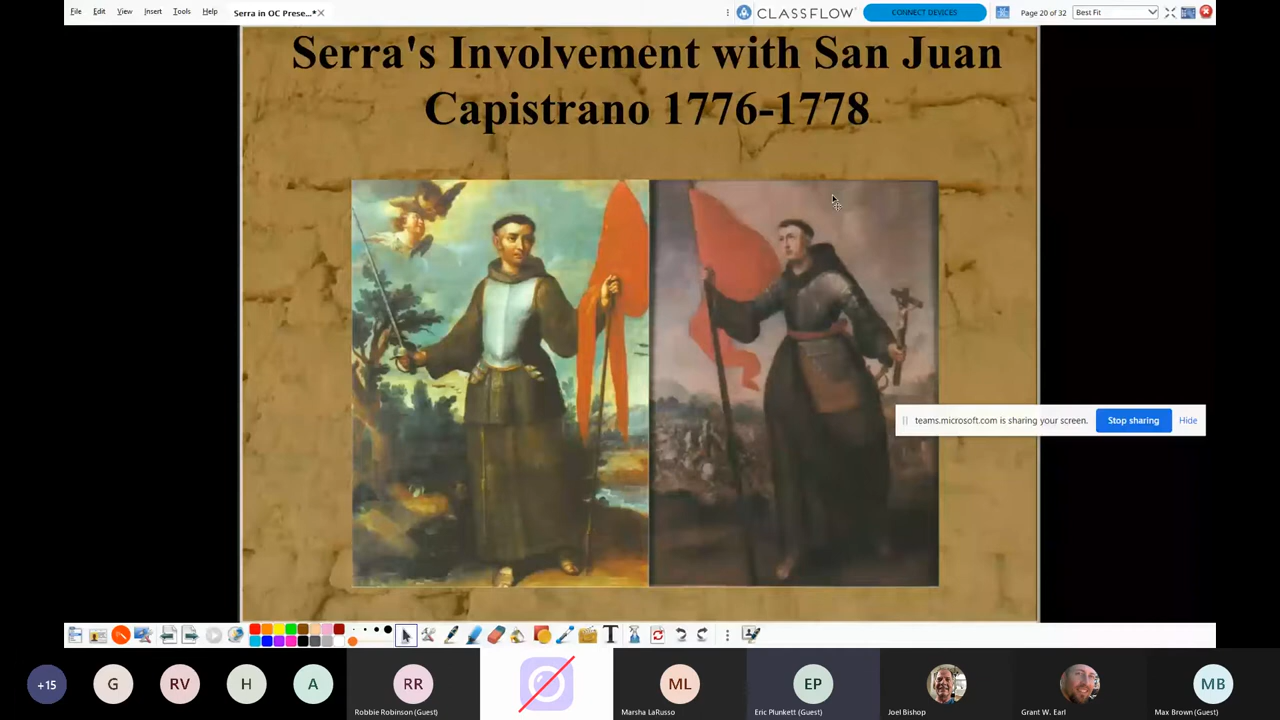 File Edit View Insert Tools Help
Serra in OC Prese...*
CLASSFLOW
CONNECT DEVICES
Page 20 of 32
Best Fit
Serra's Involvement with San Juan
Capistrano 1776-1778
teams.microsoft.com is sharing your screen.
Stop sharing
Hide
T
+15
G
RV
H
A
RR
Robbie Robinson (Guest)
ML
Marsha LaRusso
EP
Eric Plunkett (Guest)
Joel Bishop
Grant W. Earl
MB
Max Brown (Guest)